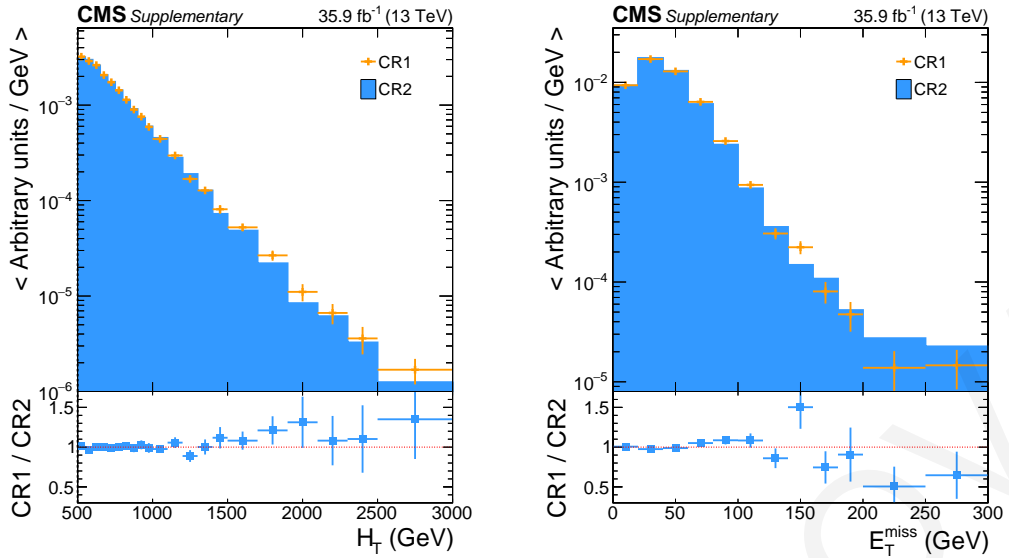 CMS Supplementary 35.9 fb⁻¹ (13 TeV)
< Arbitrary units / GeV >
CR1
CR2
10⁻³
10⁻⁴
10⁻⁵
10⁻⁶
CR1 / CR2
1.5
1
0.5
500 1000 1500 2000 2500 3000
H_T (GeV)
CMS Supplementary 35.9 fb⁻¹ (13 TeV)
< Arbitrary units / GeV >
CR1
CR2
10⁻²
10⁻³
10⁻⁴
10⁻⁵
CR1 / CR2
1.5
1
0.5
0 50 100 150 200 250 300
E_T^miss (GeV)